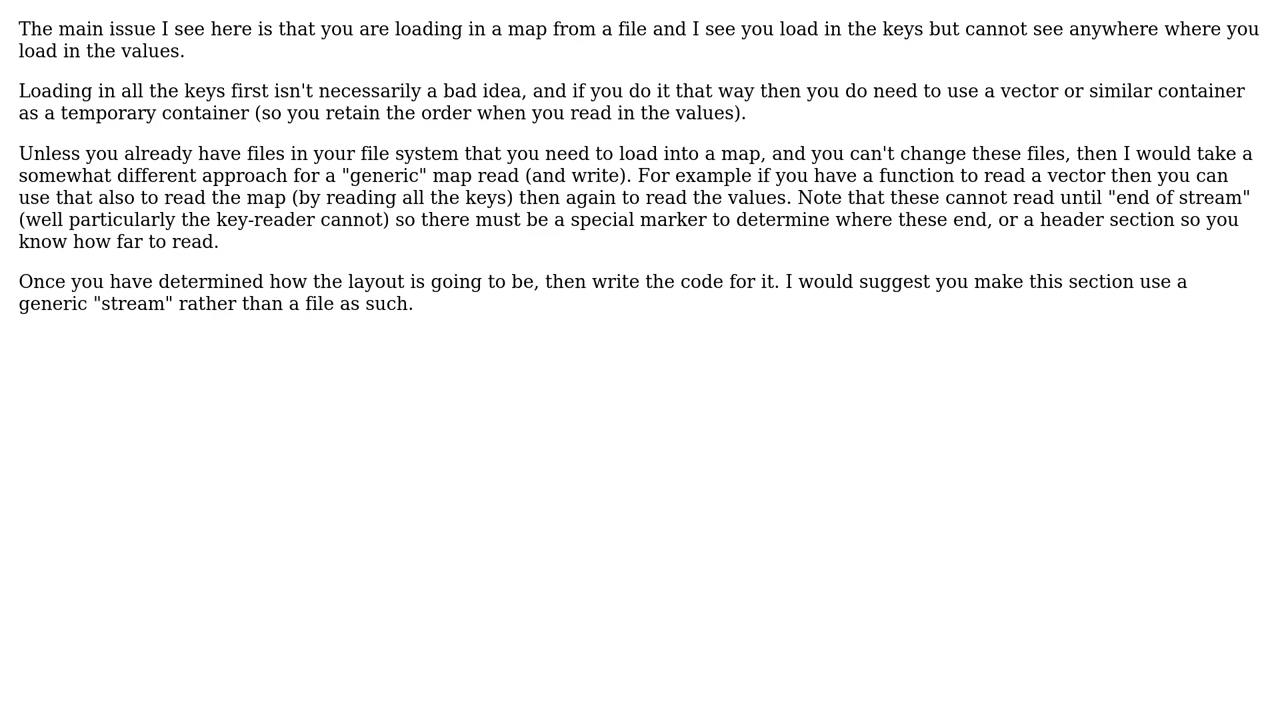 The main issue I see here is that you are loading in a map from a file and I see you load in the keys but cannot see anywhere where you
load in the values.
Loading in all the keys first isn't necessarily a bad idea, and if you do it that way then you do need to use a vector or similar container
as a temporary container (so you retain the order when you read in the values).
Unless you already have files in your file system that you need to load into a map, and you can't change these files, then I would take a
somewhat different approach for a "generic" map read (and write). For example if you have a function to read a vector then you can
use that also to read the map (by reading all the keys) then again to read the values. Note that these cannot read until "end of stream"
(well particularly the key-reader cannot) so there must be a special marker to determine where these end, or a header section so you
know how far to read.
Once you have determined how the layout is going to be, then write the code for it. I would suggest you make this section use a
generic "stream" rather than a file as such.